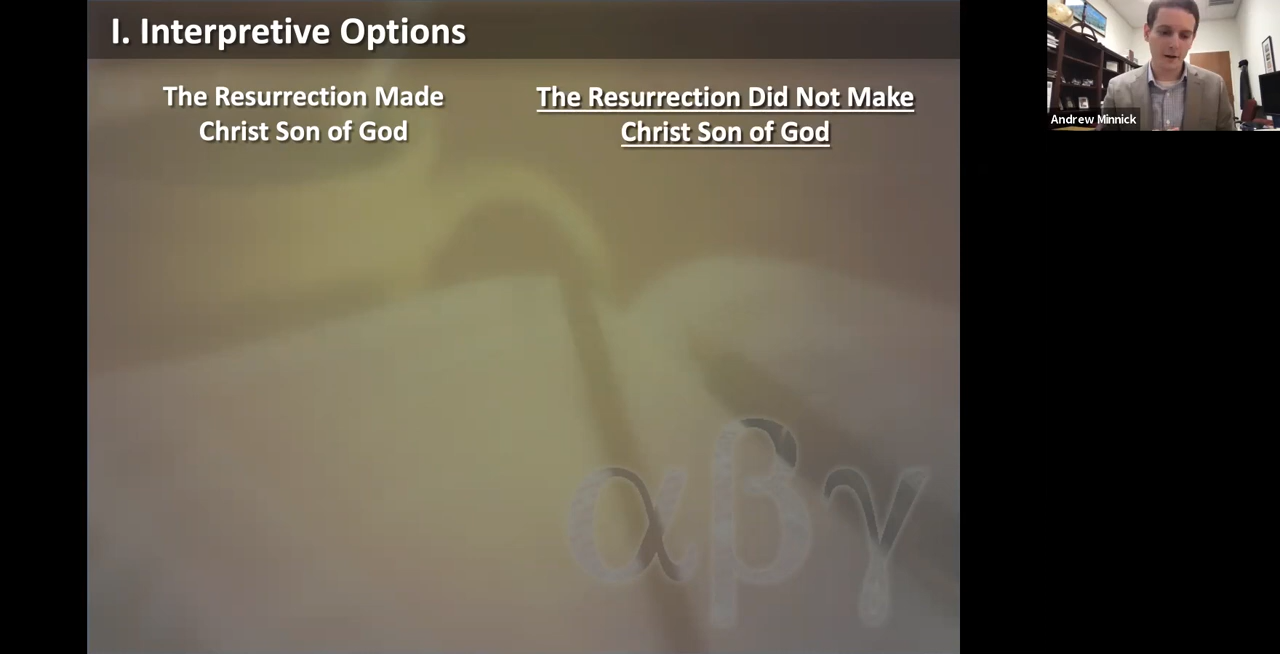 I. Interpretive Options
The Resurrection Made
Christ Son of God
The Resurrection Did Not Make
Christ Son of God
αβγ
Andrew Minnick